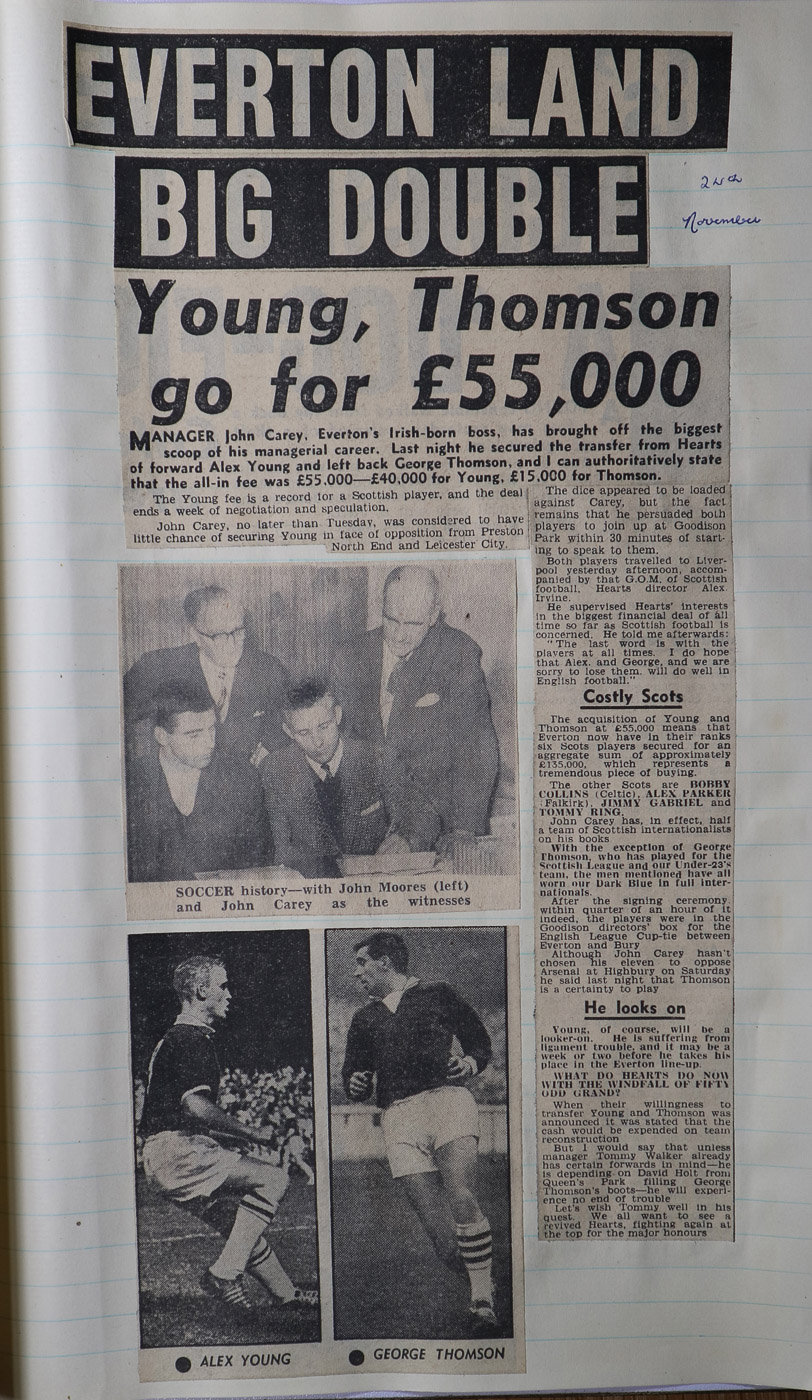 EVERTON LAND
BIG DOUBLE
24th
November
Young, Thomson
go for £55,000
MANAGER John Carey, Everton's Irish-born boss, has brought off the biggest
scoop of his managerial career. Last night he secured the transfer from Hearts
of forward Alex Young and left back George Thomson, and I can authoritatively state
that the all-in fee was £55,000—£40,000 for Young, £15,000 for Thomson.
The Young fee is a record for a Scottish player, and the deal
ends a week of negotiation and speculation.
John Carey, no later than Tuesday, was considered to have
little chance of securing Young in face of opposition from Preston
North End and Leicester City.
The dice appeared to be loaded
against Carey, but the fact
remains that he persuaded both
players to join up at Goodison
Park within 30 minutes of start-
ing to speak to them.
Both players travelled to Liver-
pool yesterday afternoon, accom-
panied by that G.O.M. of Scottish
football, Hearts director Alex
Irvine.
He supervised Hearts' interests
in the biggest financial deal of all
time so far as Scottish football is
concerned. He told me afterwards:
"The last word is with the
players at all times. I do hope
that Alex. and George, and we are
sorry to lose them, will do well in
English football."
Costly Scots
The acquisition of Young and
Thomson at £55,000 means that
Everton now have in their ranks
six Scots players secured for an
aggregate sum of approximately
£135,000, which represents a
tremendous piece of buying.
The other Scots are BOBBY
COLLINS (Celtic), ALEX PARKER
(Falkirk), JIMMY GABRIEL and
TOMMY RING.
John Carey has, in effect, half
a team of Scottish internationalists
on his books
With the exception of George
Thomson, who has played for the
Scottish League and our Under-23's
team, the men mentioned have all
worn our Dark Blue in full inter-
nationals.
After the signing ceremony,
within quarter of an hour of it
indeed, the players were in the
Goodison directors' box for the
English League Cup-tie between
Everton and Bury
Although John Carey hasn't
chosen his eleven to oppose
Arsenal at Highbury on Saturday
he said last night that Thomson
is a certainty to play
He looks on
Young, of course, will be a
looker-on. He is suffering from
ligament trouble, and it may be a
week or two before he takes his
place in the Everton line-up.
WHAT DO HEARTS DO NOW
WITH THE WINDFALL OF FIFTY
ODD GRAND?
When their willingness to
transfer Young and Thomson was
announced it was stated that the
cash would be expended on team
reconstruction
But I would say that unless
manager Tommy Walker already
has certain forwards in mind—he
is depending on David Holt from
Queen's Park filling George
Thomson's boots—he will experi-
ence no end of trouble
Let's wish Tommy well in his
quest. We all want to see a
revived Hearts, fighting again at
the top for the major honours
SOCCER history—with John Moores (left)
and John Carey as the witnesses
● ALEX YOUNG
● GEORGE THOMSON